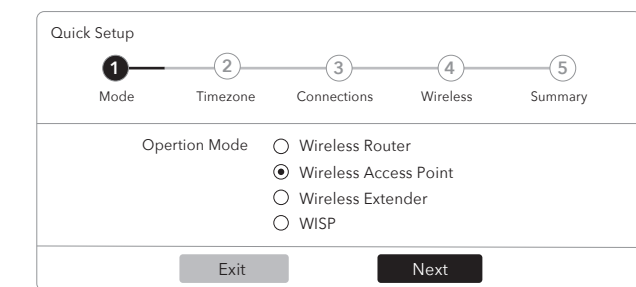 Quick Setup
1 2 3 4 5
Mode Timezone Connections Wireless Summary
Opertion Mode Wireless Router
Wireless Access Point
Wireless Extender
WISP
Exit Next